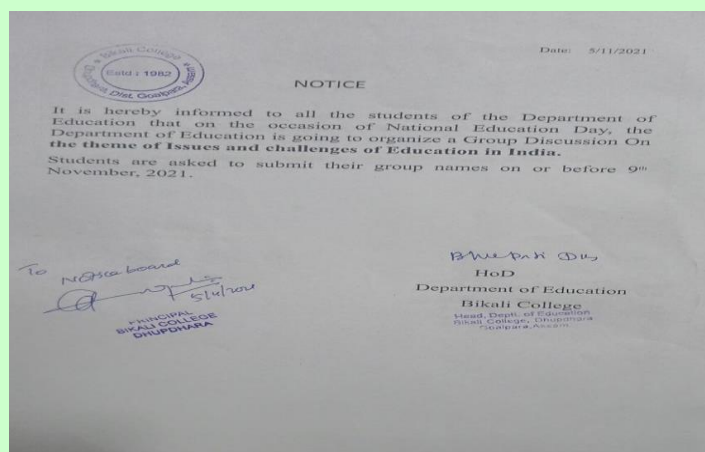 Bikali College
Estd : 1982
Dhupdhara Dist. Goalpara, Assam
Date: 5/11/2021
NOTICE
It is hereby informed to all the students of the Department of
Education that on the occasion of National Education Day, the
Department of Education is going to organize a Group Discussion On
the theme of Issues and challenges of Education in India.
Students are asked to submit their group names on or before 9th
November, 2021.
To Notice board
5/11/2021
PRINCIPAL
BIKALI COLLEGE
DHUPDHARA
HoD
Department of Education
Bikali College
Head, Deptt. of Education
Bikali College, Dhupdhara
Goalpara, Assam